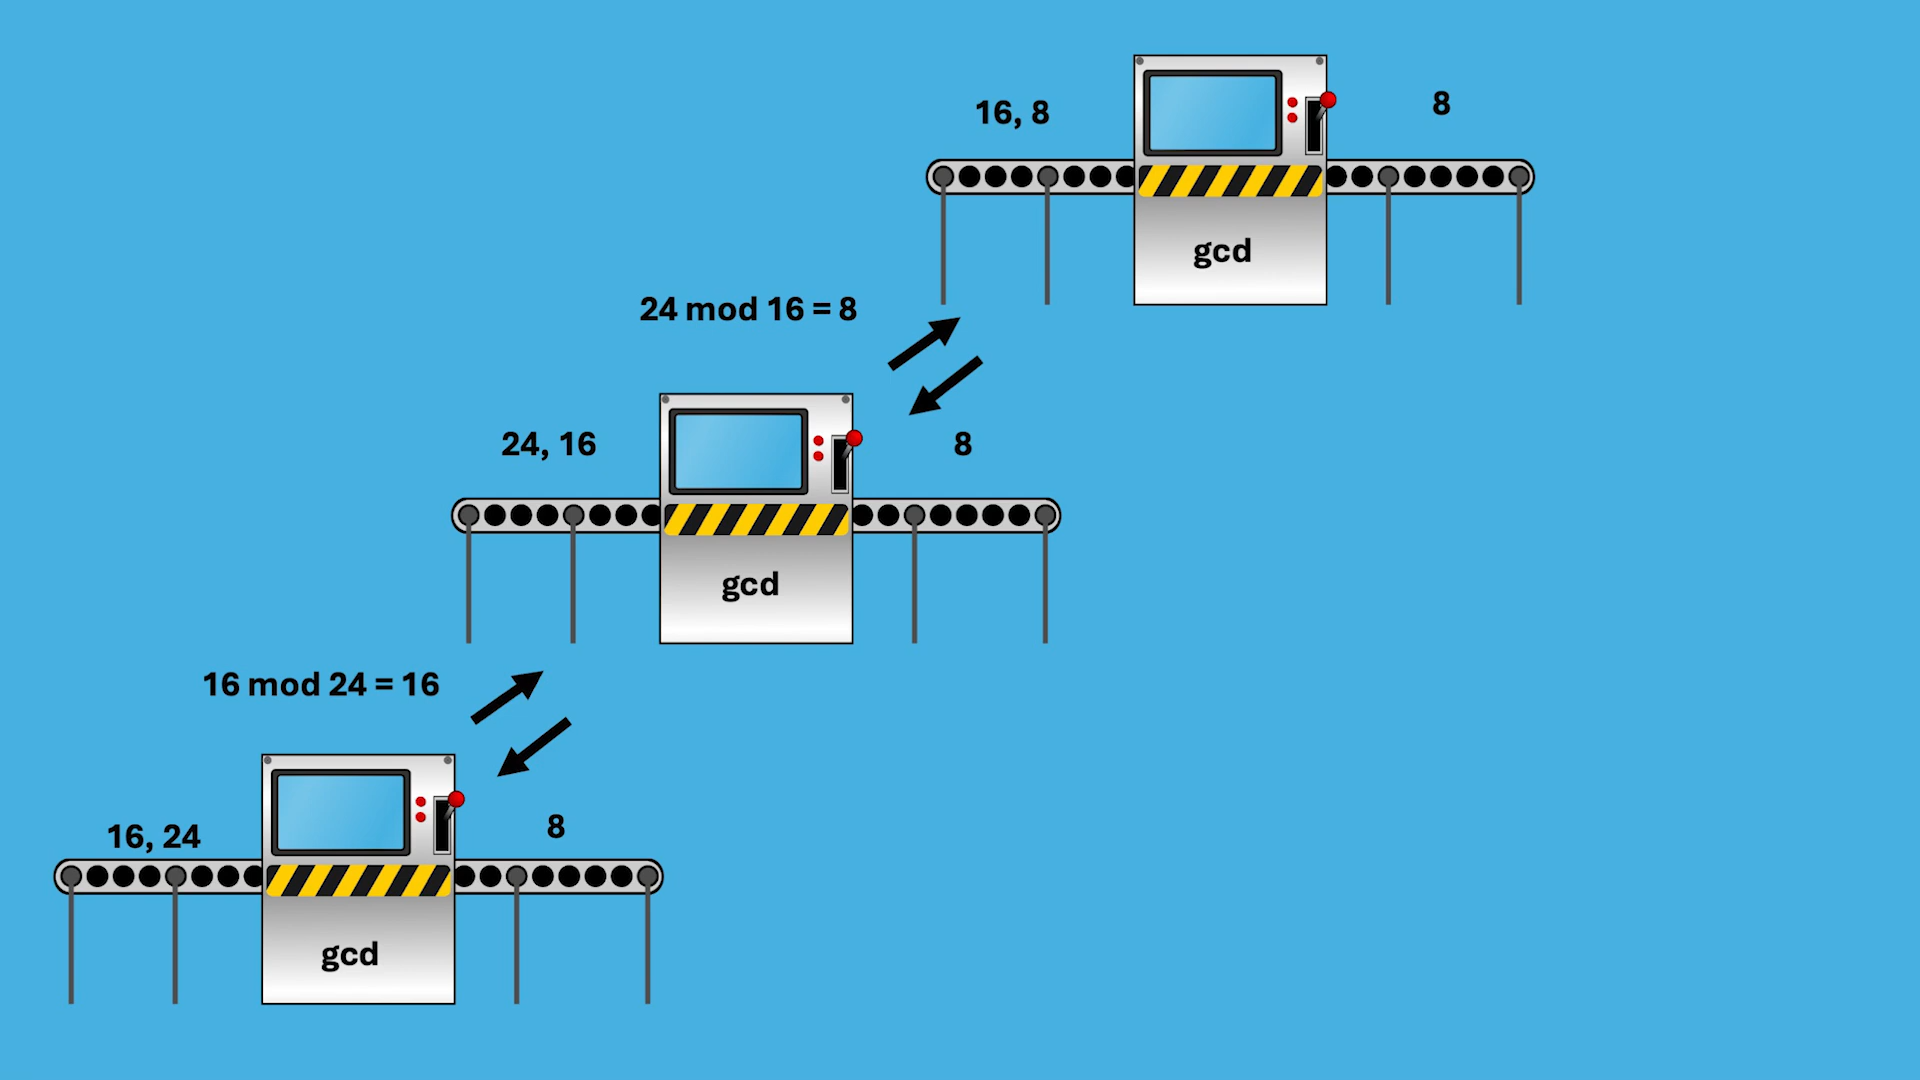 16, 8
8
gcd
24 mod 16 = 8
24, 16
8
gcd
16 mod 24 = 16
16, 24
8
gcd